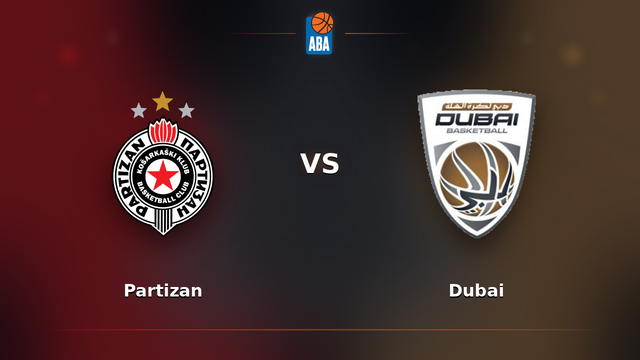 ABA
PARTIZAN ПАРТИЗАН
KOŠARKAŠKI KLUB
BASKETBALL CLUB
VS
DUBAI
BASKETBALL
Partizan
Dubai